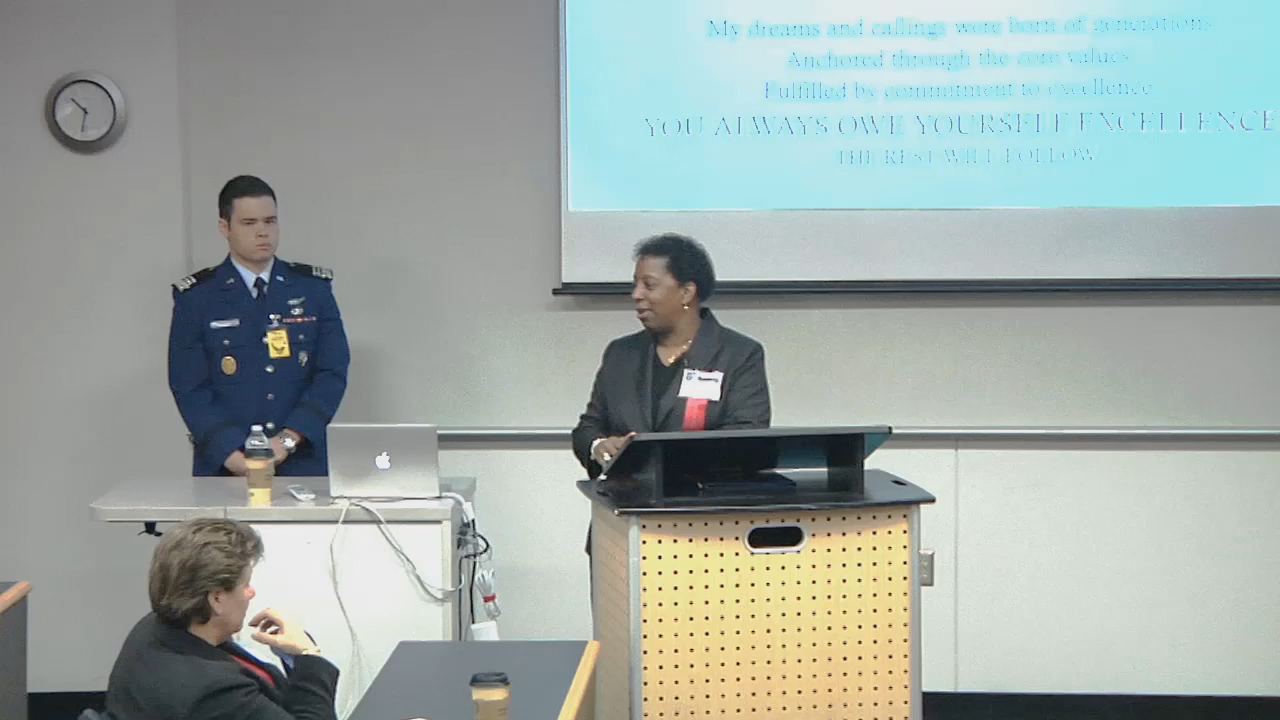 My dreams and callings were born of generations
Anchored through the core values
Fulfilled by commitment to excellence
YOU ALWAYS OWE YOURSELF EXCELLENCE
THE REST WILL FOLLOW